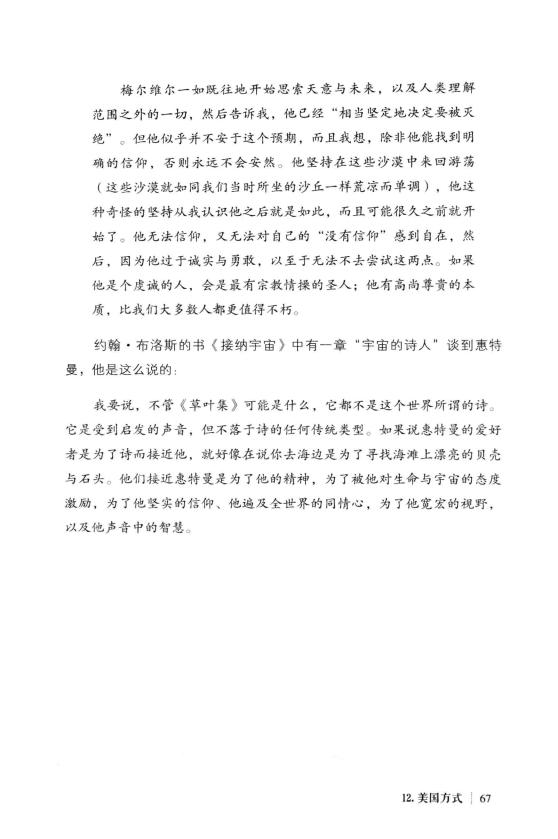 梅尔维尔一如既往地开始思索天意与未来，以及人类理解
范围之外的一切，然后告诉我，他已经“相当坚定地决定要被灭
绝”。但他似乎并不安于这个预期，而且我想，除非他能找到明
确的信仰，否则永远不会安然。他坚持在这些沙漠中来回游荡
（这些沙漠就如同我们当时所坐的沙丘一样荒凉而单调），他这
种奇怪的坚持从我认识他之后就是如此，而且可能很久之前就开
始了。他无法信仰，又无法对自己的“没有信仰”感到自在，然
后，因为他过于诚实与勇敢，以至于无法不去尝试这两点。如果
他是个虔诚的人，会是最有宗教情操的圣人；他有高尚尊贵的本
质，比我们大多数人都更值得不朽。
约翰·布洛斯的书《接纳宇宙》中有一章“宇宙的诗人”谈到惠特
曼，他是这么说的：
我要说，不管《草叶集》可能是什么，它都不是这个世界所谓的诗。
它是受到启发的声音，但不落于诗的任何传统类型。如果说惠特曼的爱好
者是为了诗而接近他，就好像在说你去海边是为了寻找海滩上漂亮的贝壳
与石头。他们接近惠特曼是为了他的精神，为了被他对生命与宇宙的态度
激励，为了他坚实的信仰、他遍及全世界的同情心，为了他宽宏的视野，
以及他声音中的智慧。
12. 美国方式 67